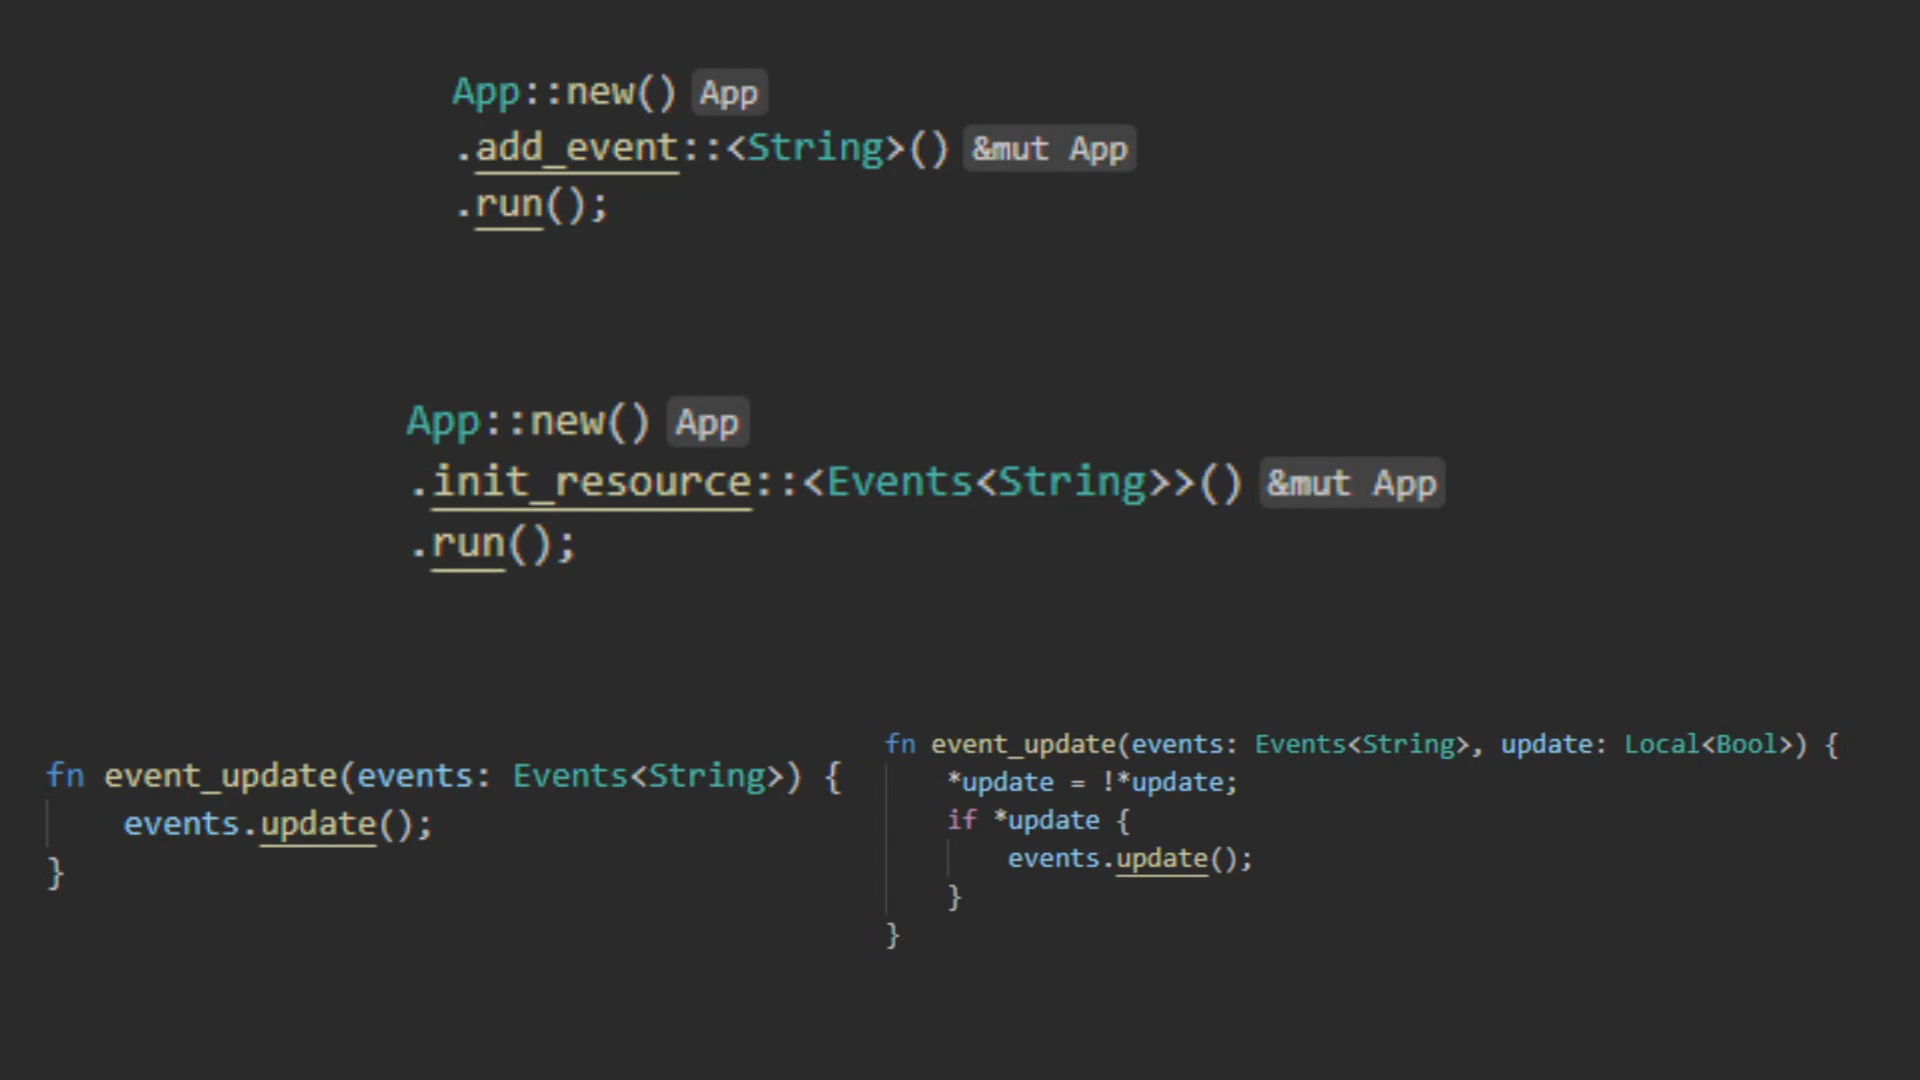 App::new() App
.add_event::<String>() &mut App
.run();
App::new() App
.init_resource::<Events<String>>() &mut App
.run();
fn event_update(events: Events<String>) {
events.update();
}
fn event_update(events: Events<String>, update: Local<Bool>) {
*update = !*update;
if *update {
events.update();
}
}